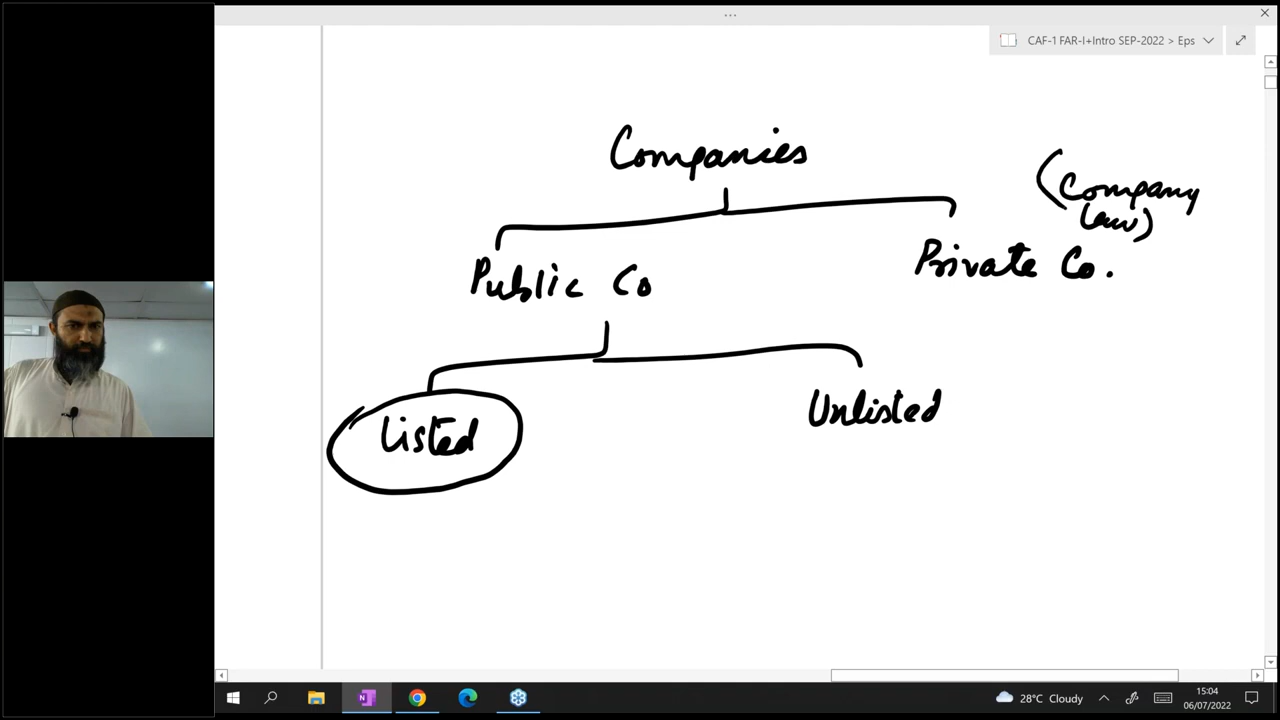 CAF-1 FAR-I+Intro SEP-2022 > Eps
Companies
(Company
Law)
Public Co
Private Co.
Listed
Unlisted
28°C Cloudy
15:04
06/07/2022